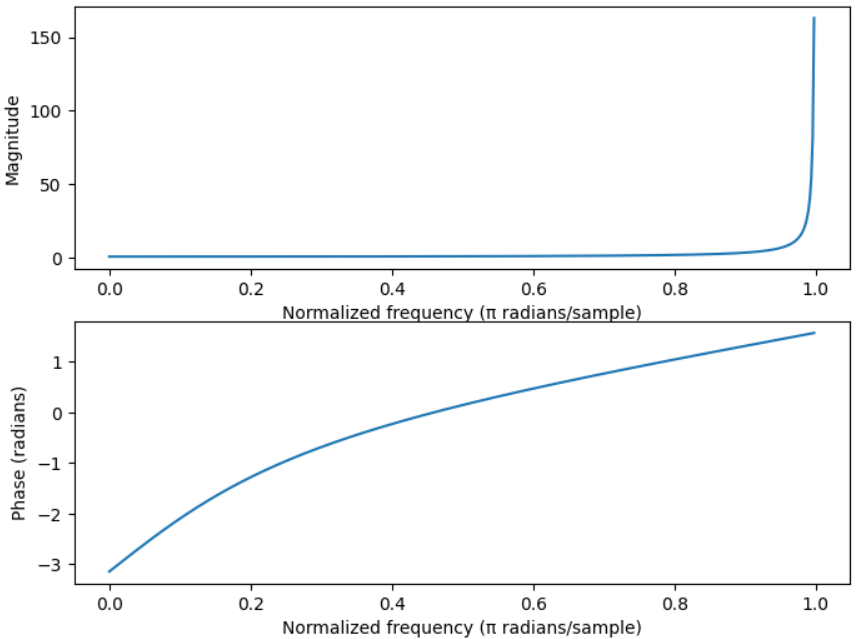 150
100
50
0
Magnitude
0.0 0.2 0.4 0.6 0.8 1.0
Normalized frequency (π radians/sample)
1
0
−1
−2
−3
Phase (radians)
0.0 0.2 0.4 0.6 0.8 1.0
Normalized frequency (π radians/sample)